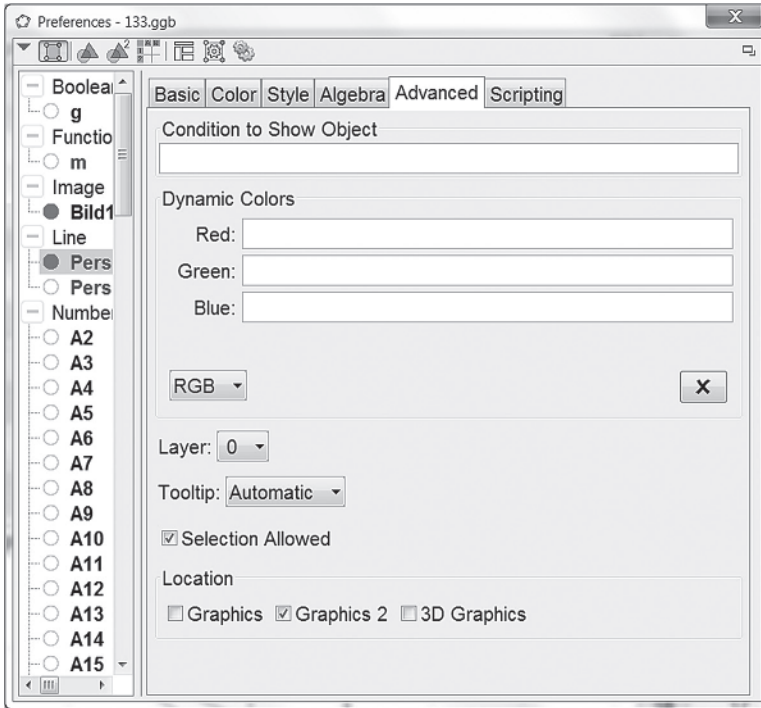 Preferences - 133.ggb
Boolea
g
Functio
m
Image
Bild1
Line
Pers
Pers
Number
A2
A3
A4
A5
A6
A7
A8
A9
A10
A11
A12
A13
A14
A15
Basic Color Style Algebra Advanced Scripting
Condition to Show Object
Dynamic Colors
Red:
Green:
Blue:
RGB
X
Layer: 0
Tooltip: Automatic
Selection Allowed
Location
Graphics Graphics 2 3D Graphics